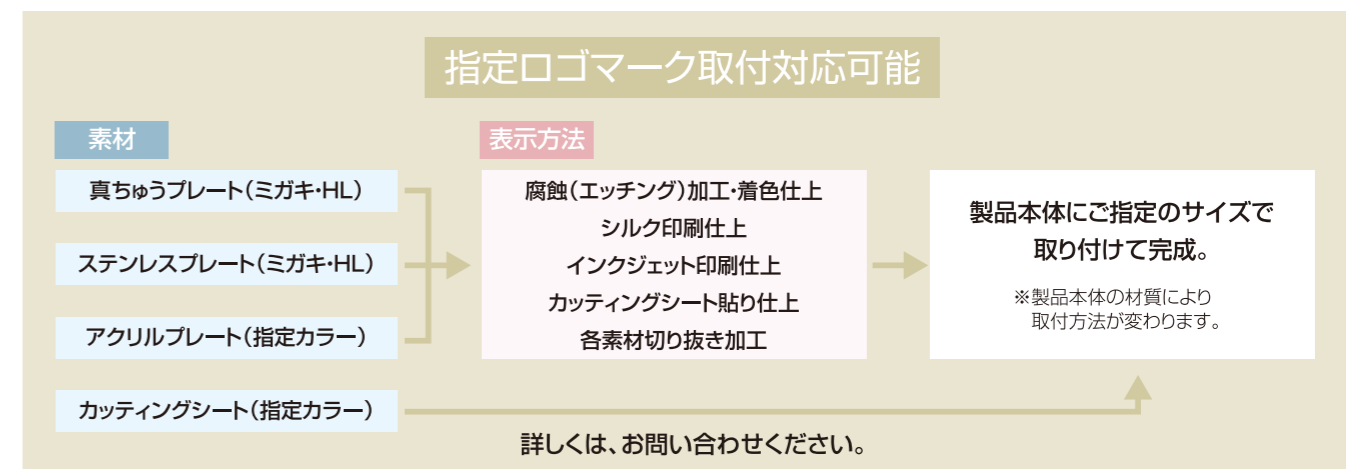 指定ロゴマーク取付対応可能
素材
真ちゅうプレート（ミガキ・HL）
ステンレスプレート（ミガキ・HL）
アクリルプレート（指定カラー）
カッティングシート（指定カラー）
表示方法
腐蝕（エッチング）加工・着色仕上
シルク印刷仕上
インクジェット印刷仕上
カッティングシート貼り仕上
各素材切り抜き加工
製品本体にご指定のサイズで
取り付けて完成。
※製品本体の材質により
取付方法が変わります。
詳しくは、お問い合わせください。